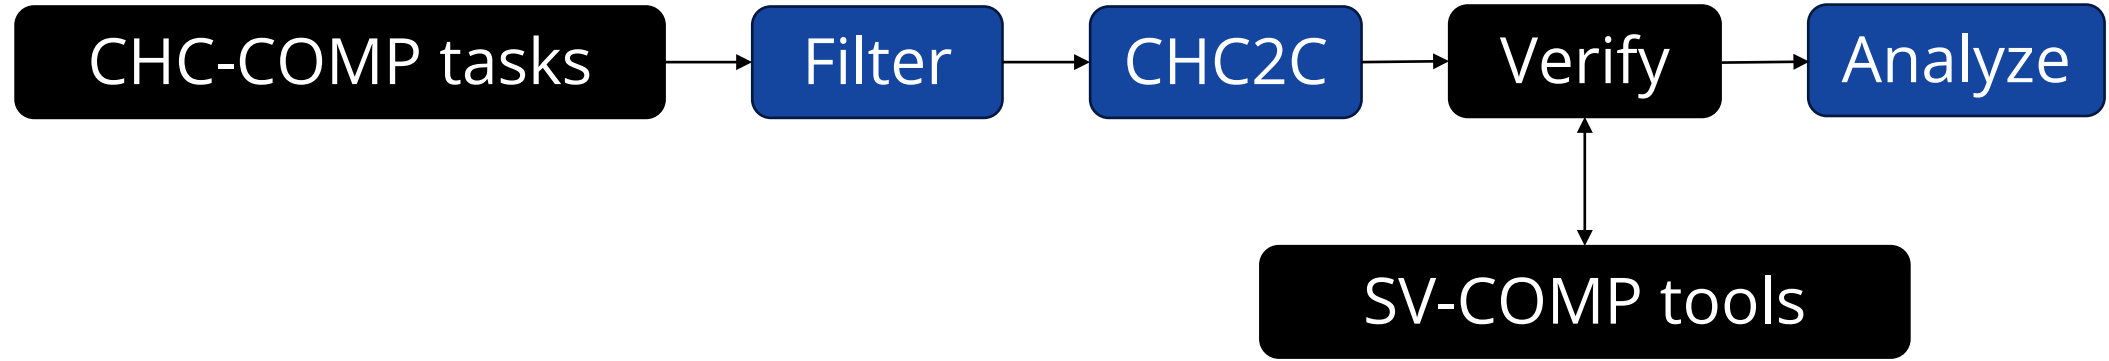 CHC-COMP tasks
Filter
CHC2C
Verify
Analyze
SV-COMP tools